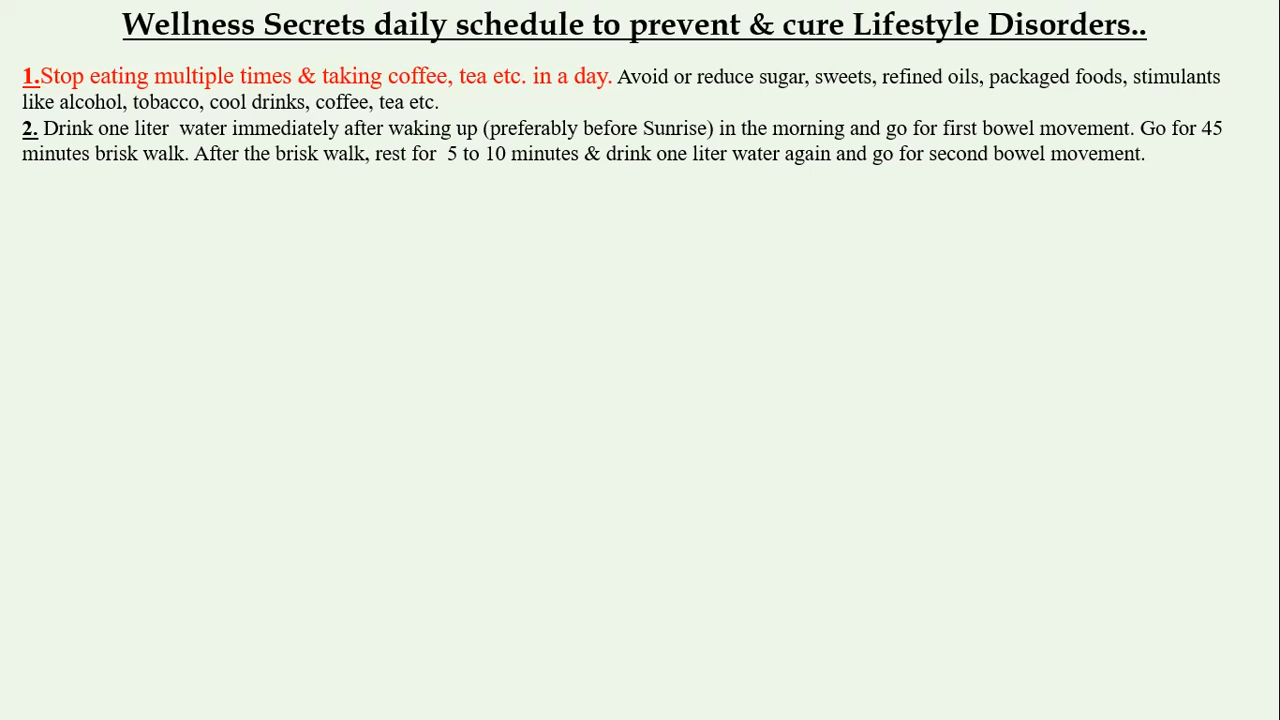 Wellness Secrets daily schedule to prevent & cure Lifestyle Disorders..
1.Stop eating multiple times & taking coffee, tea etc. in a day. Avoid or reduce sugar, sweets, refined oils, packaged foods, stimulants
like alcohol, tobacco, cool drinks, coffee, tea etc.
2. Drink one liter  water immediately after waking up (preferably before Sunrise) in the morning and go for first bowel movement. Go for 45
minutes brisk walk. After the brisk walk, rest for  5 to 10 minutes & drink one liter water again and go for second bowel movement.